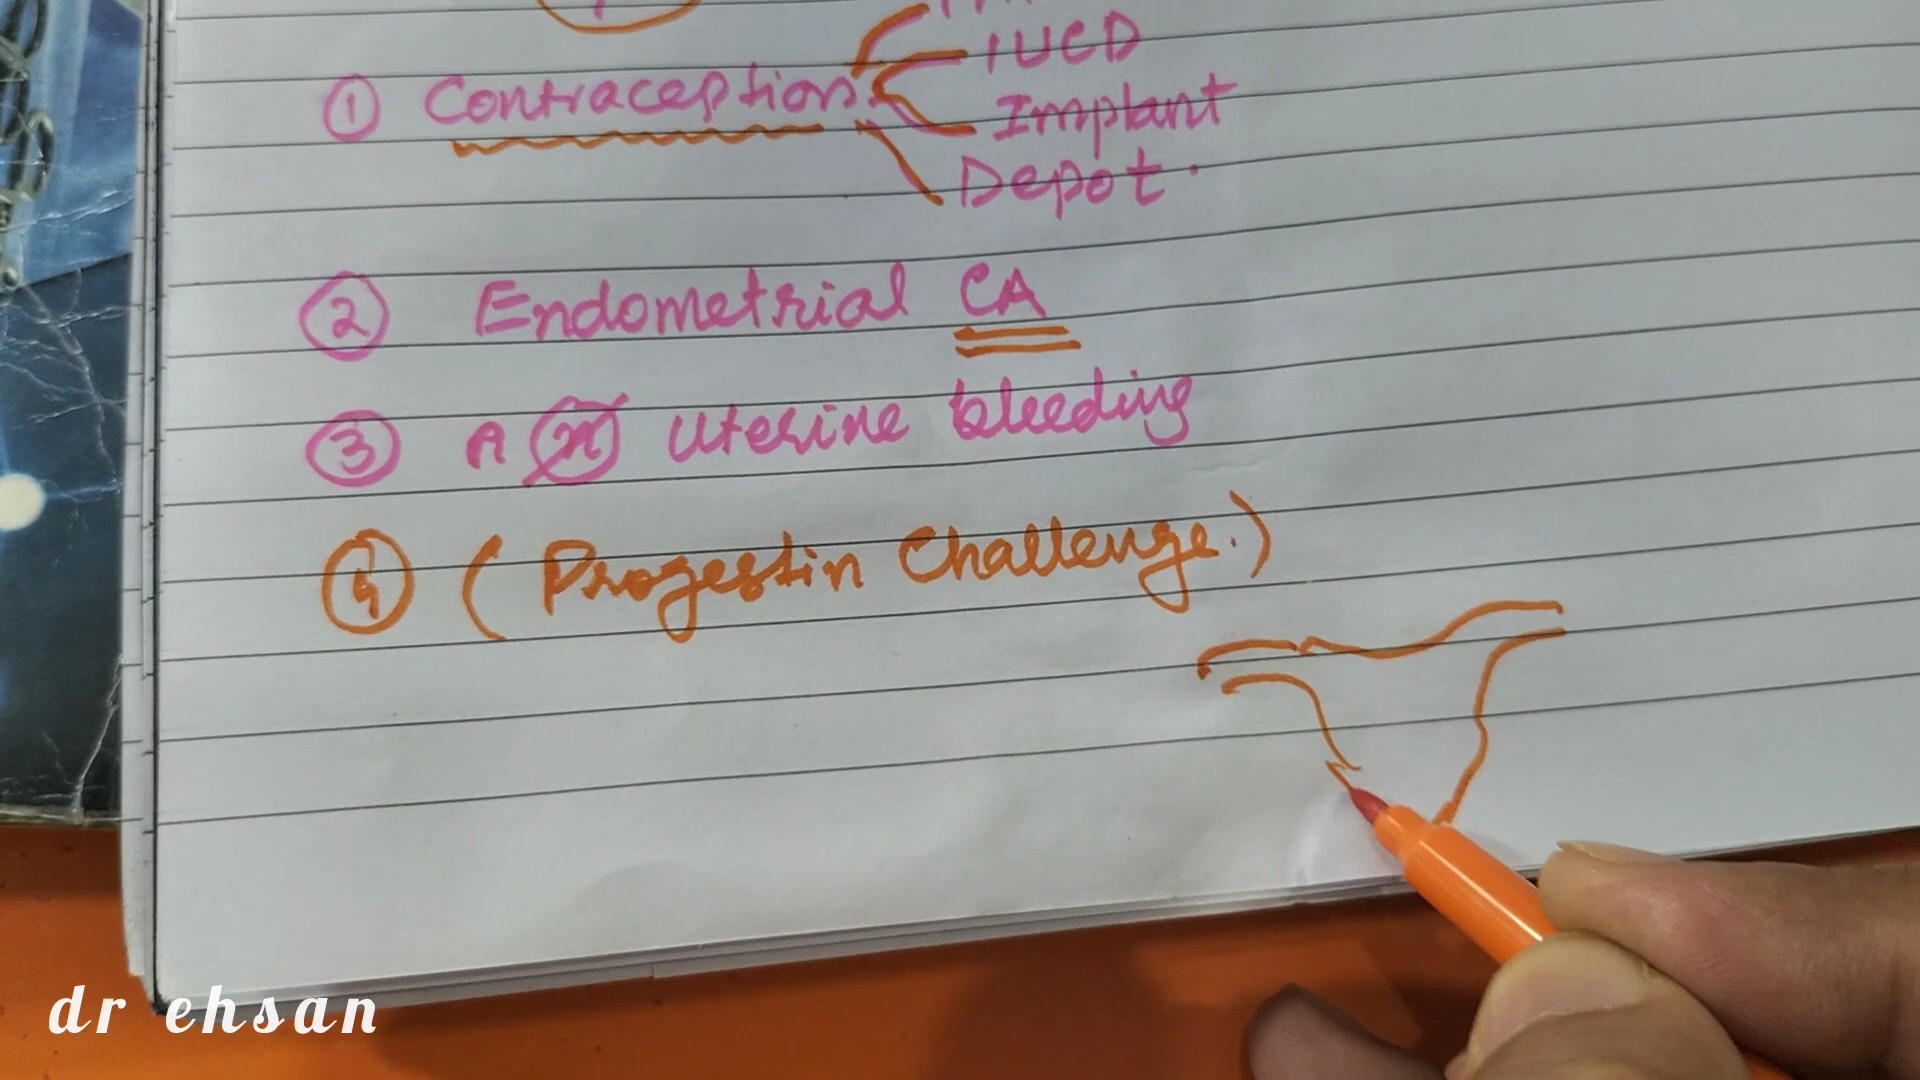 IUCD
① Contraception
Implant
Depot.
② Endometrial CA
③ A n Uterine bleeding
④ (Progestin Challenge.)
dr ehsan